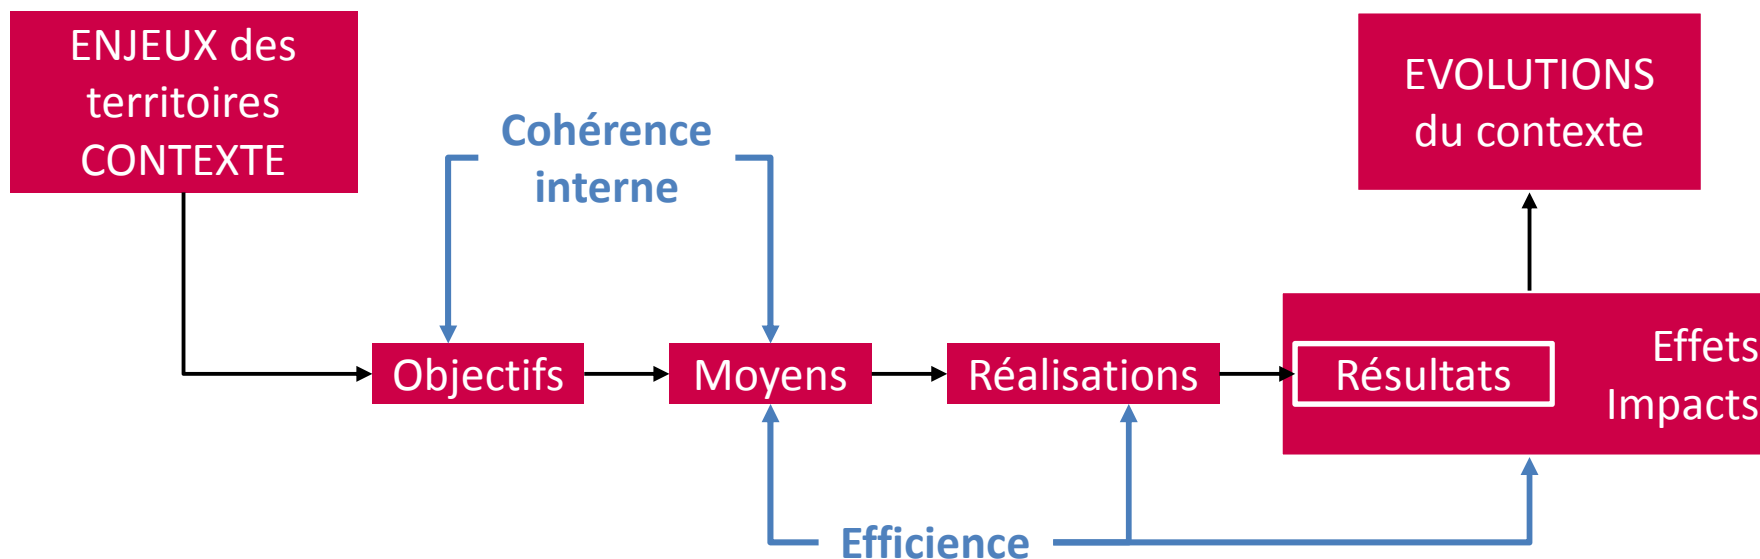 ENJEUX des
territoires
CONTEXTE
EVOLUTIONS
du contexte
Cohérence
interne
Objectifs
Moyens
Réalisations
Résultats
Effets
Impacts
Efficience